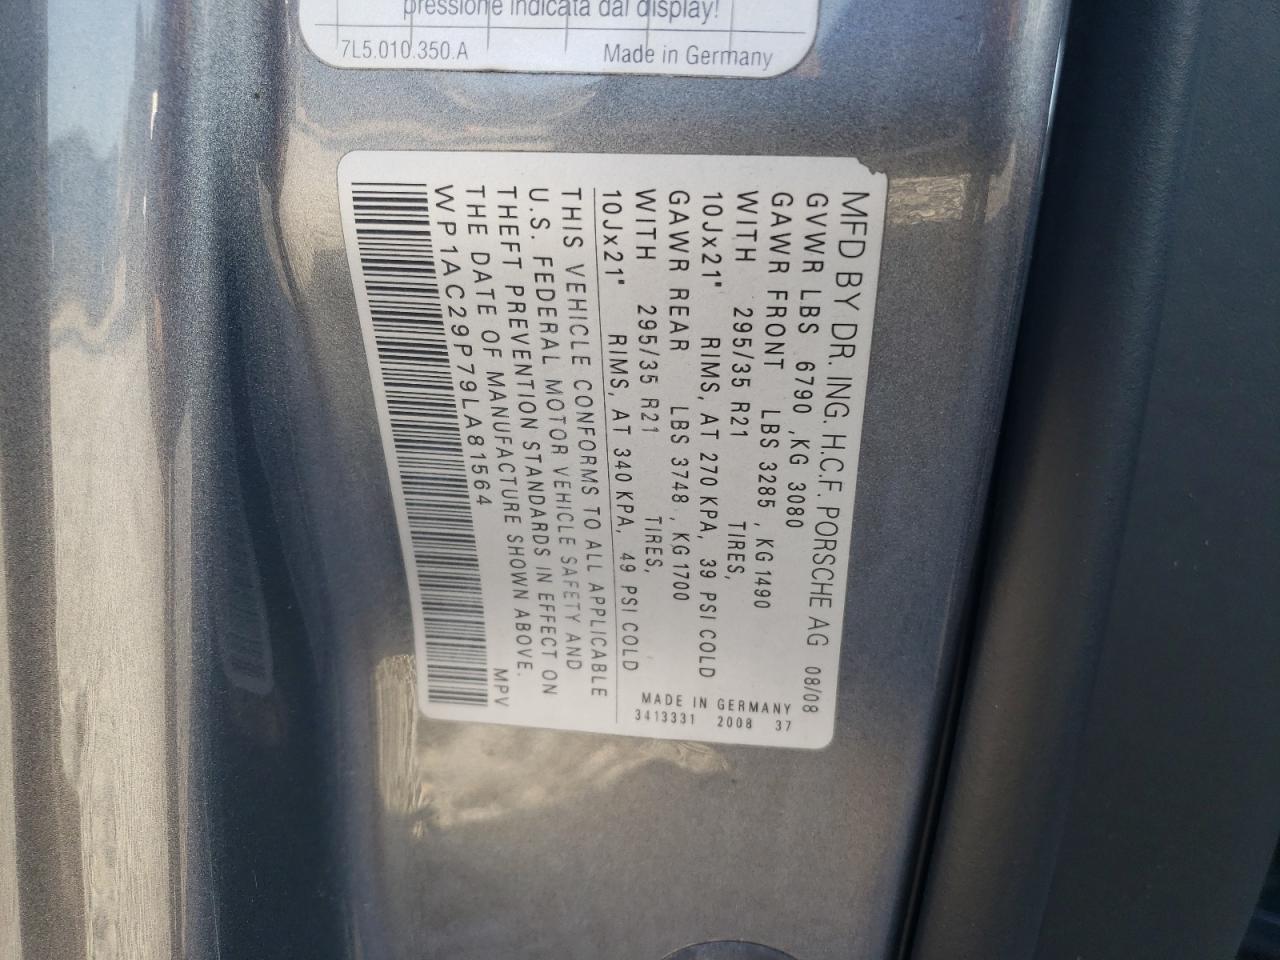 pressione indicata dal display!
7L5.010.350.A Made in Germany
MFD BY DR. ING. H.C.F. PORSCHE AG 08/08
GVWR LBS 6790 ,KG 3080
GAWR FRONT LBS 3285 , KG 1490
WITH 295/35 R21 TIRES,
10Jx21" RIMS, AT 270 KPA, 39 PSI COLD
GAWR REAR LBS 3748 , KG 1700
WITH 295/35 R21 TIRES,
10Jx21" RIMS, AT 340 KPA, 49 PSI COLD
MADE IN GERMANY
3413331 2008 37
THIS VEHICLE CONFORMS TO ALL APPLICABLE
U.S. FEDERAL MOTOR VEHICLE SAFETY AND
THEFT PREVENTION STANDARDS IN EFFECT ON
THE DATE OF MANUFACTURE SHOWN ABOVE.
WP1AC29P79LA81564 MPV